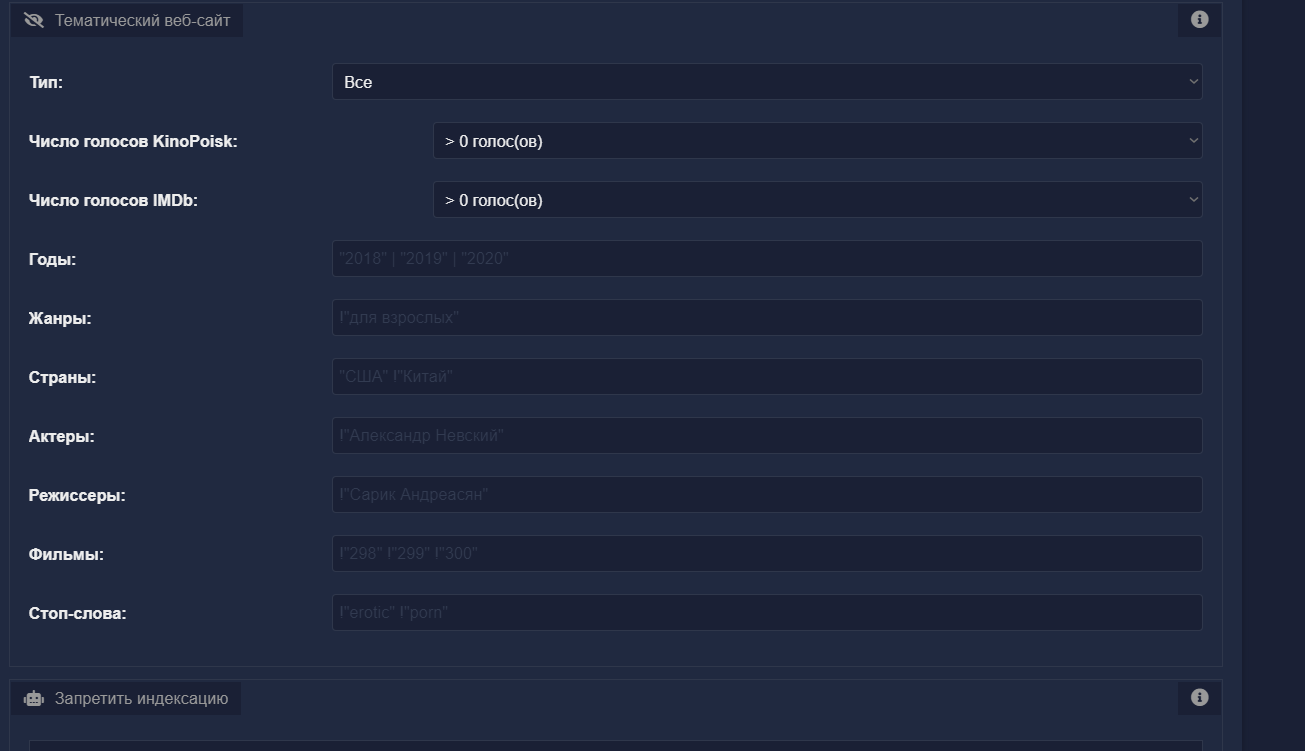 Тематический веб-сайт
Тип: Все
Число голосов KinoPoisk: > 0 голос(ов)
Число голосов IMDb: > 0 голос(ов)
Годы: "2018" | "2019" | "2020"
Жанры: !"для взрослых"
Страны: "США" !"Китай"
Актеры: !"Александр Невский"
Режиссеры: !"Сарик Андреасян"
Фильмы: !"298" !"299" !"300"
Стоп-слова: !"erotic" !"porn"
Запретить индексацию